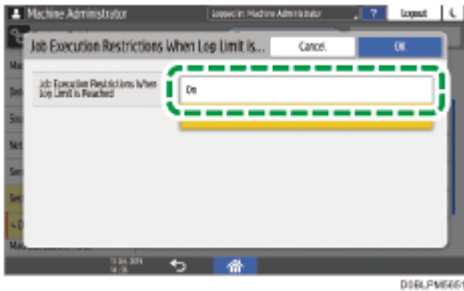 Machine Administrator
Logged in: Machine Administrator
?
Logout
Job Execution Restrictions When Log Limit is...
Cancel
OK
Job Execution Restrictions When
Log Limit is Reached
On